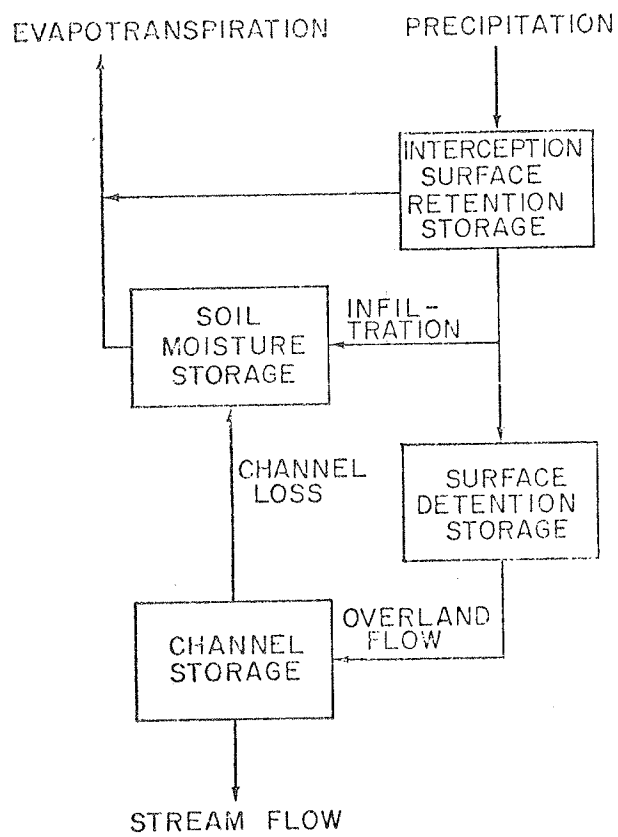 EVAPOTRANSPIRATION
PRECIPITATION
INTERCEPTION
SURFACE
RETENTION
STORAGE
SOIL
MOISTURE
STORAGE
INFIL-
TRATION
CHANNEL
LOSS
SURFACE
DETENTION
STORAGE
CHANNEL
STORAGE
OVERLAND
FLOW
STREAM FLOW